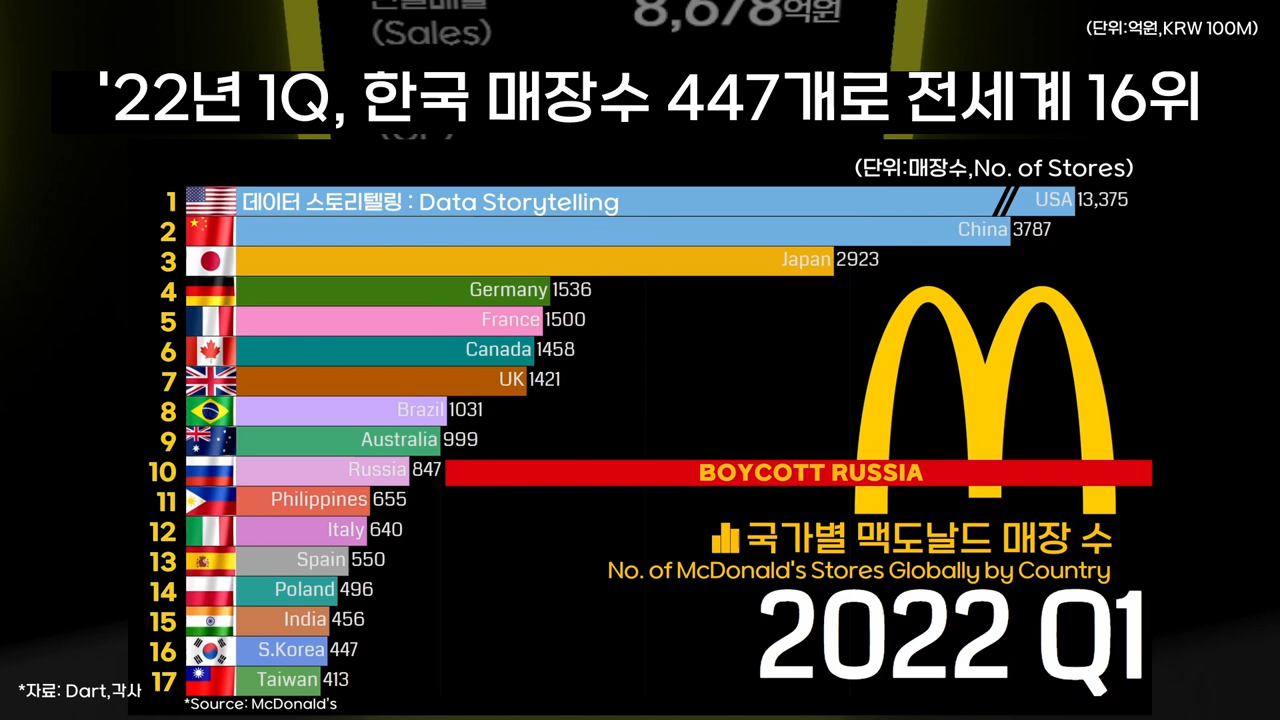 (Sales)
8,678억원
(단위:억원,KRW 100M)
'22년 1Q, 한국 매장수 447개로 전세계 16위
(단위:매장수,No. of Stores)
1 데이터 스토리텔링 : Data Storytelling USA 13,375
2 China 3787
3 Japan 2923
4 Germany 1536
5 France 1500
6 Canada 1458
7 UK 1421
8 Brazil 1031
9 Australia 999
10 Russia 847 BOYCOTT RUSSIA
11 Philippines 655
12 Italy 640
13 Spain 550
14 Poland 496
15 India 456
16 S.Korea 447
17 Taiwan 413
국가별 맥도날드 매장 수
No. of McDonald's Stores Globally by Country
2022 Q1
*자료: Dart,각사
*Source: McDonald's